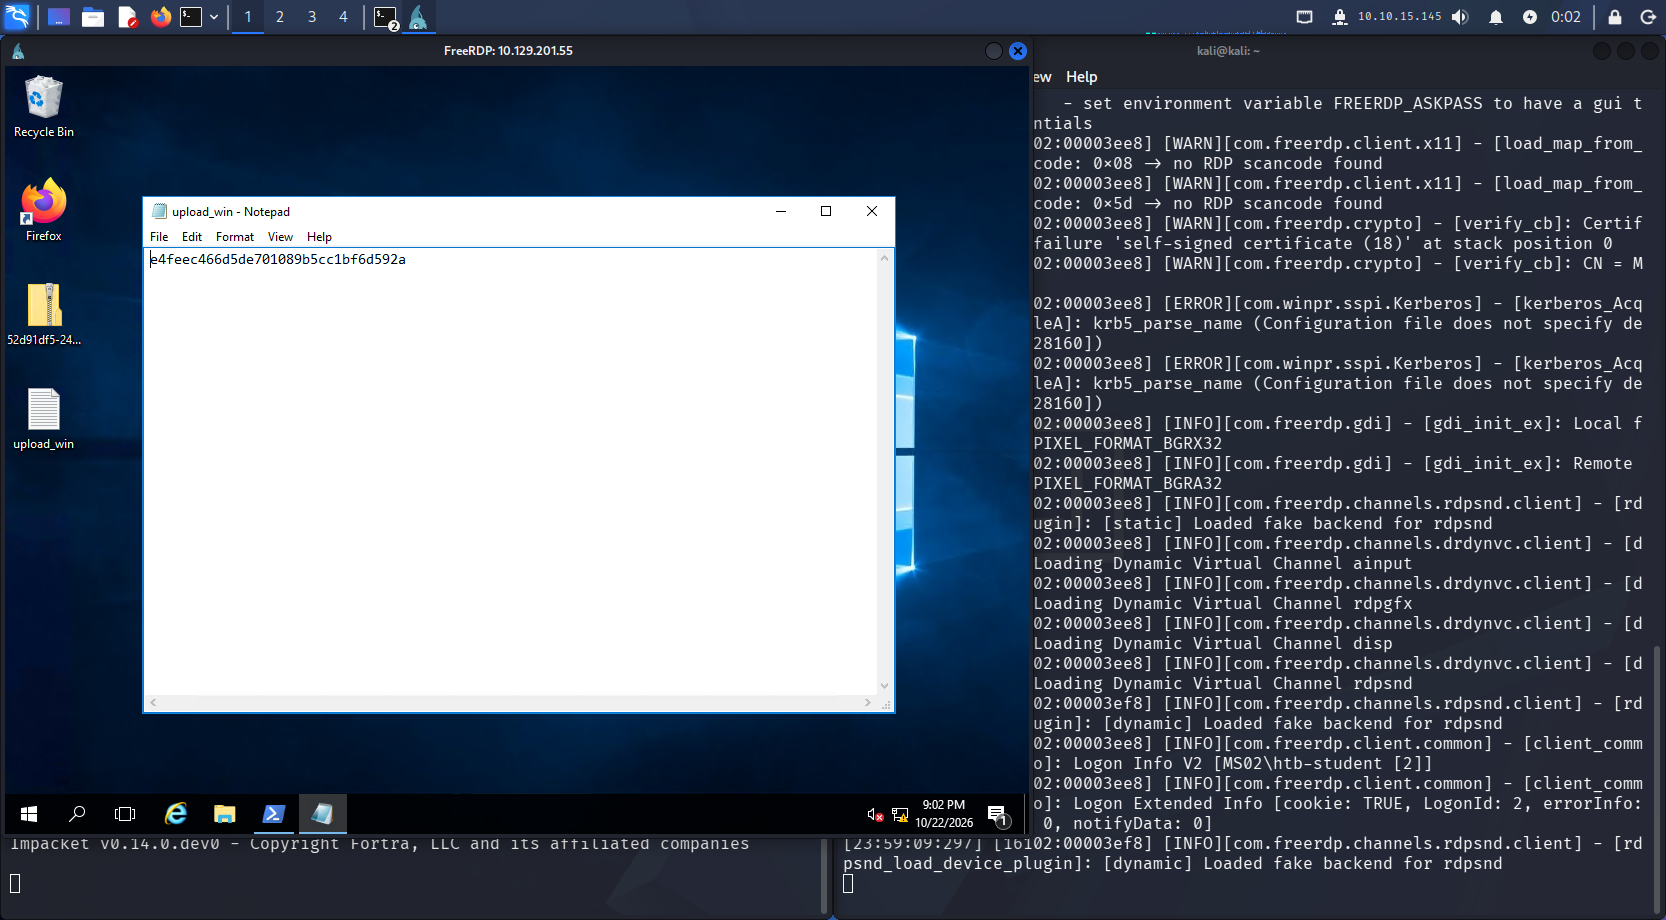 1 2 3 4 2 10.10.15.145 0:02
FreeRDP: 10.129.201.55
kali@kali: ~
Recycle Bin
Firefox
52d91df5-24...
upload_win
upload_win - Notepad
File Edit Format View Help
e4feec466d5de701089b5cc1bf6d592a
9:02 PM
10/22/2026
1
ew Help
- set environment variable FREERDP_ASKPASS to have a gui t
ntials
02:00003ee8] [WARN][com.freerdp.client.x11] - [load_map_from_
code: 0×08 → no RDP scancode found
02:00003ee8] [WARN][com.freerdp.client.x11] - [load_map_from_
code: 0×5d → no RDP scancode found
02:00003ee8] [WARN][com.freerdp.crypto] - [verify_cb]: Certif
failure 'self-signed certificate (18)' at stack position 0
02:00003ee8] [WARN][com.freerdp.crypto] - [verify_cb]: CN = M
02:00003ee8] [ERROR][com.winpr.sspi.Kerberos] - [kerberos_Acq
leA]: krb5_parse_name (Configuration file does not specify de
28160])
02:00003ee8] [ERROR][com.winpr.sspi.Kerberos] - [kerberos_Acq
leA]: krb5_parse_name (Configuration file does not specify de
28160])
02:00003ee8] [INFO][com.freerdp.gdi] - [gdi_init_ex]: Local f
PIXEL_FORMAT_BGRX32
02:00003ee8] [INFO][com.freerdp.gdi] - [gdi_init_ex]: Remote
PIXEL_FORMAT_BGRA32
02:00003ee8] [INFO][com.freerdp.channels.rdpsnd.client] - [rd
ugin]: [static] Loaded fake backend for rdpsnd
02:00003ee8] [INFO][com.freerdp.channels.drdynvc.client] - [d
Loading Dynamic Virtual Channel ainput
02:00003ee8] [INFO][com.freerdp.channels.drdynvc.client] - [d
Loading Dynamic Virtual Channel rdpgfx
02:00003ee8] [INFO][com.freerdp.channels.drdynvc.client] - [d
Loading Dynamic Virtual Channel disp
02:00003ee8] [INFO][com.freerdp.channels.drdynvc.client] - [d
Loading Dynamic Virtual Channel rdpsnd
02:00003ef8] [INFO][com.freerdp.channels.rdpsnd.client] - [rd
ugin]: [dynamic] Loaded fake backend for rdpsnd
02:00003ee8] [INFO][com.freerdp.client.common] - [client_comm
o]: Logon Info V2 [MS02\htb-student [2]]
02:00003ee8] [INFO][com.freerdp.client.common] - [client_comm
o]: Logon Extended Info [cookie: TRUE, LogonId: 2, errorInfo:
0, notifyData: 0]
[23:59:09:297] [16102:00003ef8] [INFO][com.freerdp.channels.rdpsnd.client] - [rd
psnd_load_device_plugin]: [dynamic] Loaded fake backend for rdpsnd
Impacket v0.14.0.dev0 - Copyright Fortra, LLC and its affiliated companies